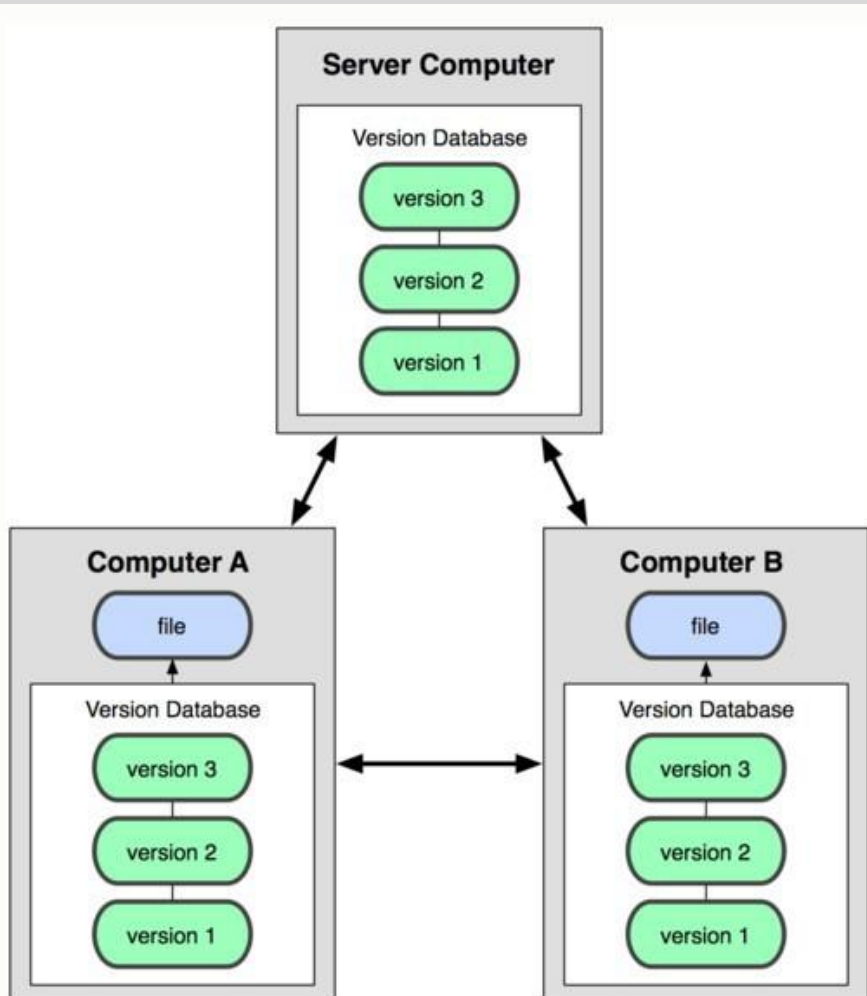 Server Computer
Version Database
version 3
version 2
version 1
Computer A
file
Version Database
version 3
version 2
version 1
Computer B
file
Version Database
version 3
version 2
version 1